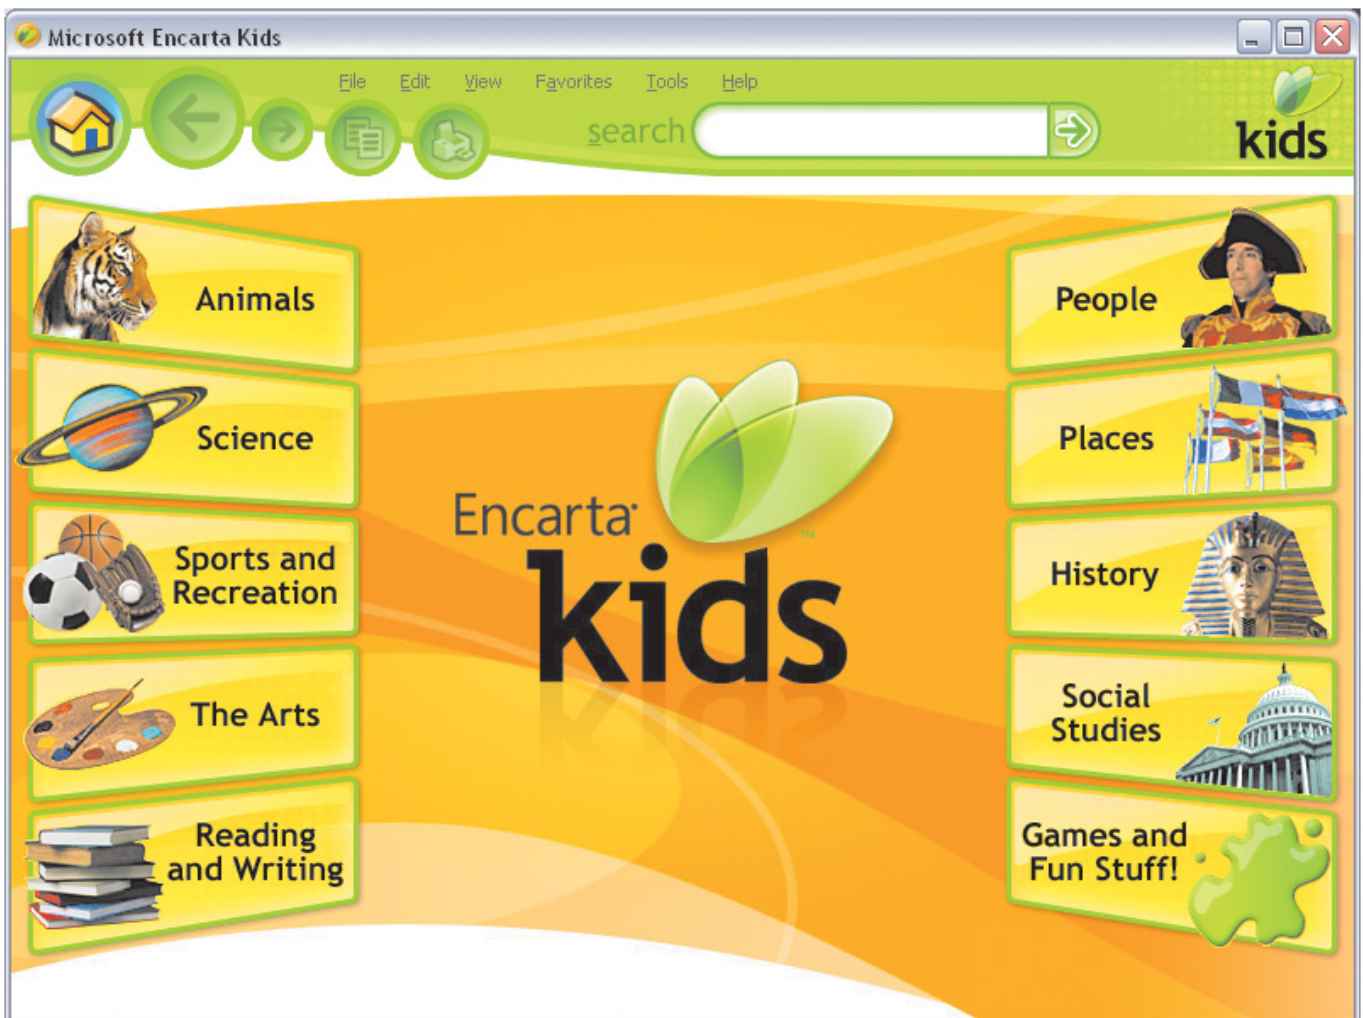 Microsoft Encarta Kids
File Edit View Favorites Tools Help
search
kids
Animals
Science
Sports and
Recreation
The Arts
Reading
and Writing
Encarta®
kids
™
People
Places
History
Social
Studies
Games and
Fun Stuff!